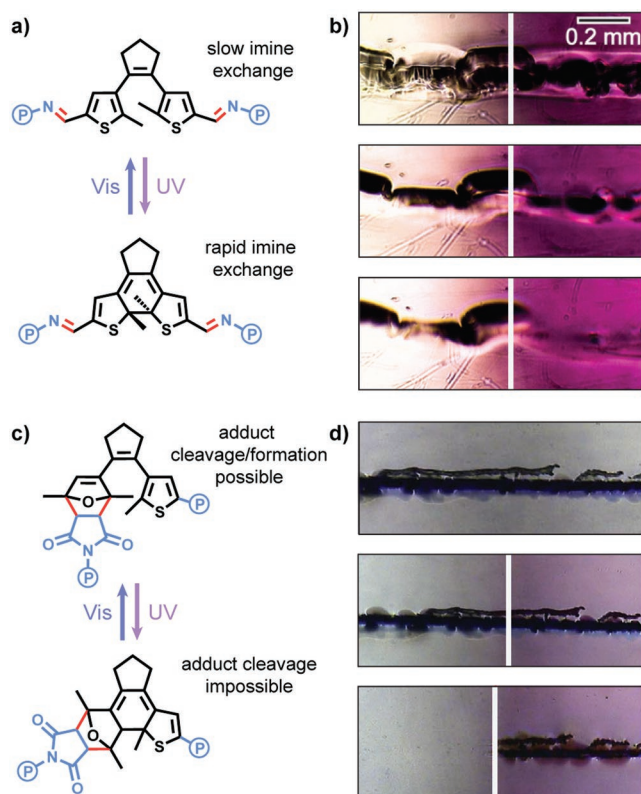 a)
slow imine
exchange
P
N
S
S
N
P
Vis
UV
rapid imine
exchange
P
N
S
S
N
P
b)
0.2 mm
c)
adduct
cleavage/formation
possible
O
S
P
O
N
O
P
Vis
UV
adduct cleavage
impossible
O
O
S
P
N
P
O
d)